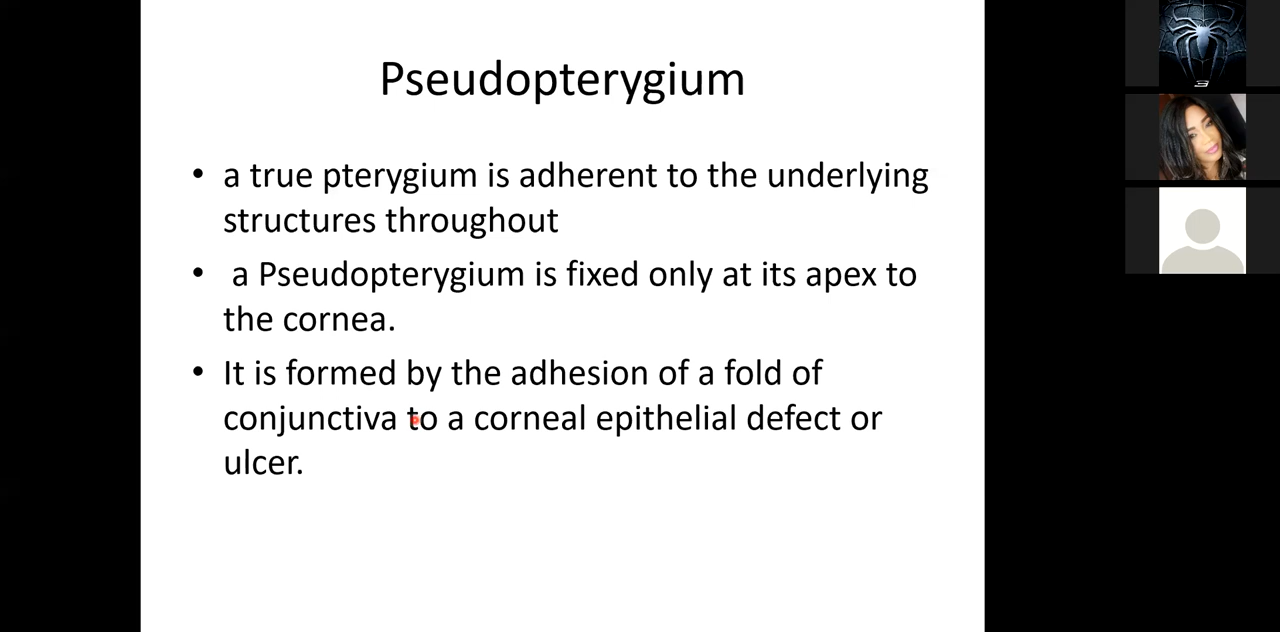 Pseudopterygium
• a true pterygium is adherent to the underlying
structures throughout
• a Pseudopterygium is fixed only at its apex to
the cornea.
• It is formed by the adhesion of a fold of
conjunctiva to a corneal epithelial defect or
ulcer.
3